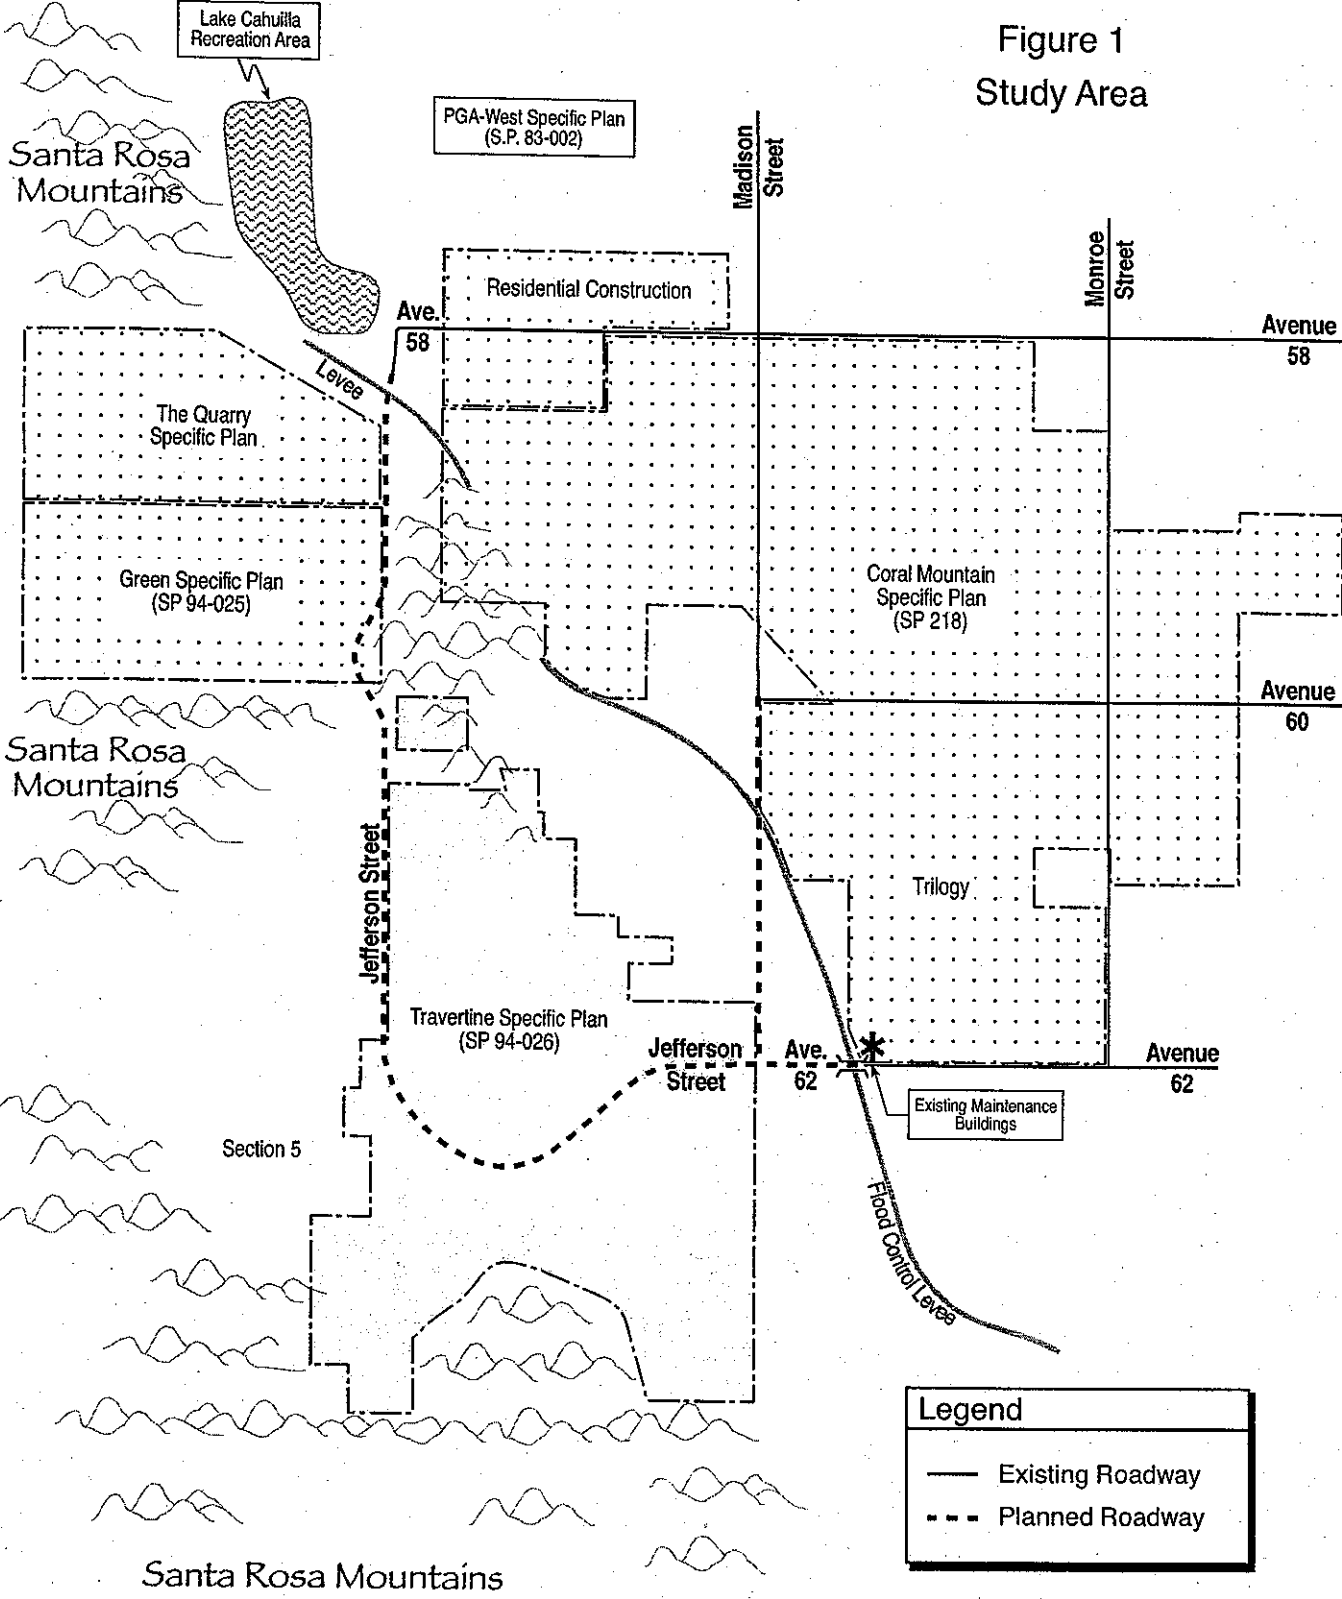 Figure 1
Study Area
Lake Cahuilla
Recreation Area
PGA-West Specific Plan
(S.P. 83-002)
Santa Rosa
Mountains
Madison
Street
Monroe
Street
Residential Construction
Ave.
58
Avenue
58
Levee
The Quarry
Specific Plan
Green Specific Plan
(SP 94-025)
Coral Mountain
Specific Plan
(SP 218)
Avenue
60
Santa Rosa
Mountains
Jefferson Street
Trilogy
Travertine Specific Plan
(SP 94-026)
Jefferson
Street
Ave.
62
Avenue
62
Existing Maintenance
Buildings
Section 5
Flood Control Levee
Legend
Existing Roadway
Planned Roadway
Santa Rosa Mountains